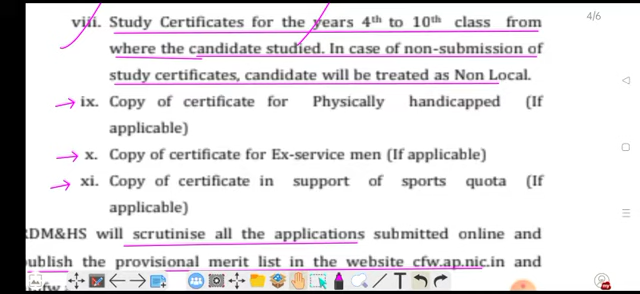 4/6
viii. Study Certificates for the years 4th to 10th class from
where the candidate studied. In case of non-submission of
study certificates, candidate will be treated as Non Local.
ix. Copy of certificate for Physically handicapped (If
applicable)
x. Copy of certificate for Ex-service men (If applicable)
xi. Copy of certificate in support of sports quota (If
applicable)
RDM&HS will scrutinise all the applications submitted online and
publish the provisional merit list in the website cfw.ap.nic.in and
T